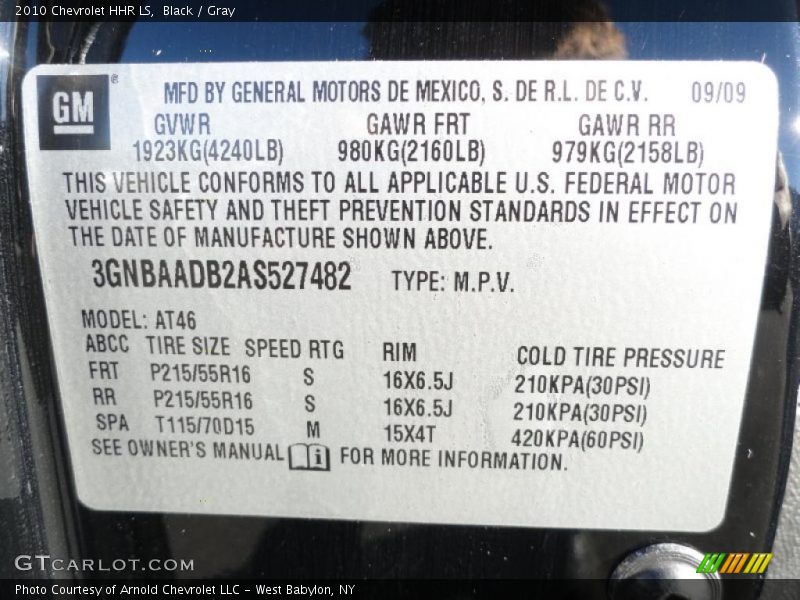 2010 Chevrolet HHR LS, Black / Gray
GM ®
MFD BY GENERAL MOTORS DE MEXICO, S. DE R.L. DE C.V. 09/09
GVWR GAWR FRT GAWR RR
1923KG(4240LB) 980KG(2160LB) 979KG(2158LB)
THIS VEHICLE CONFORMS TO ALL APPLICABLE U.S. FEDERAL MOTOR
VEHICLE SAFETY AND THEFT PREVENTION STANDARDS IN EFFECT ON
THE DATE OF MANUFACTURE SHOWN ABOVE.
3GNBAADB2AS527482 TYPE: M.P.V.
MODEL: AT46
ABCC TIRE SIZE SPEED RTG RIM COLD TIRE PRESSURE
FRT P215/55R16 S 16X6.5J 210KPA(30PSI)
RR P215/55R16 S 16X6.5J 210KPA(30PSI)
SPA T115/70D15 M 15X4T 420KPA(60PSI)
SEE OWNER'S MANUAL i FOR MORE INFORMATION.
GTCARLOT.COM
Photo Courtesy of Arnold Chevrolet LLC - West Babylon, NY